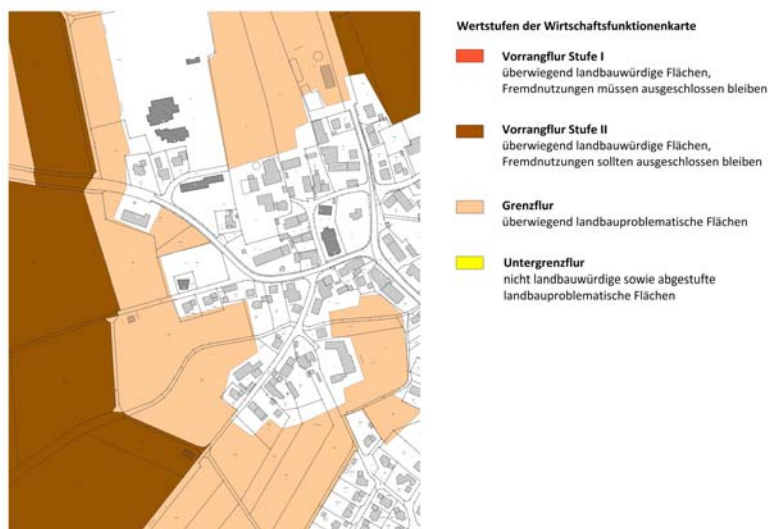 Wertstufen der Wirtschaftsfunktionenkarte
Vorrangflur Stufe I
überwiegend landbauwürdige Flächen,
Fremdnutzungen müssen ausgeschlossen bleiben
Vorrangflur Stufe II
überwiegend landbauwürdige Flächen,
Fremdnutzungen sollten ausgeschlossen bleiben
Grenzflur
überwiegend landbauproblematische Flächen
Untergrenzflur
nicht landbauwürdige sowie abgestufte
landbauproblematische Flächen